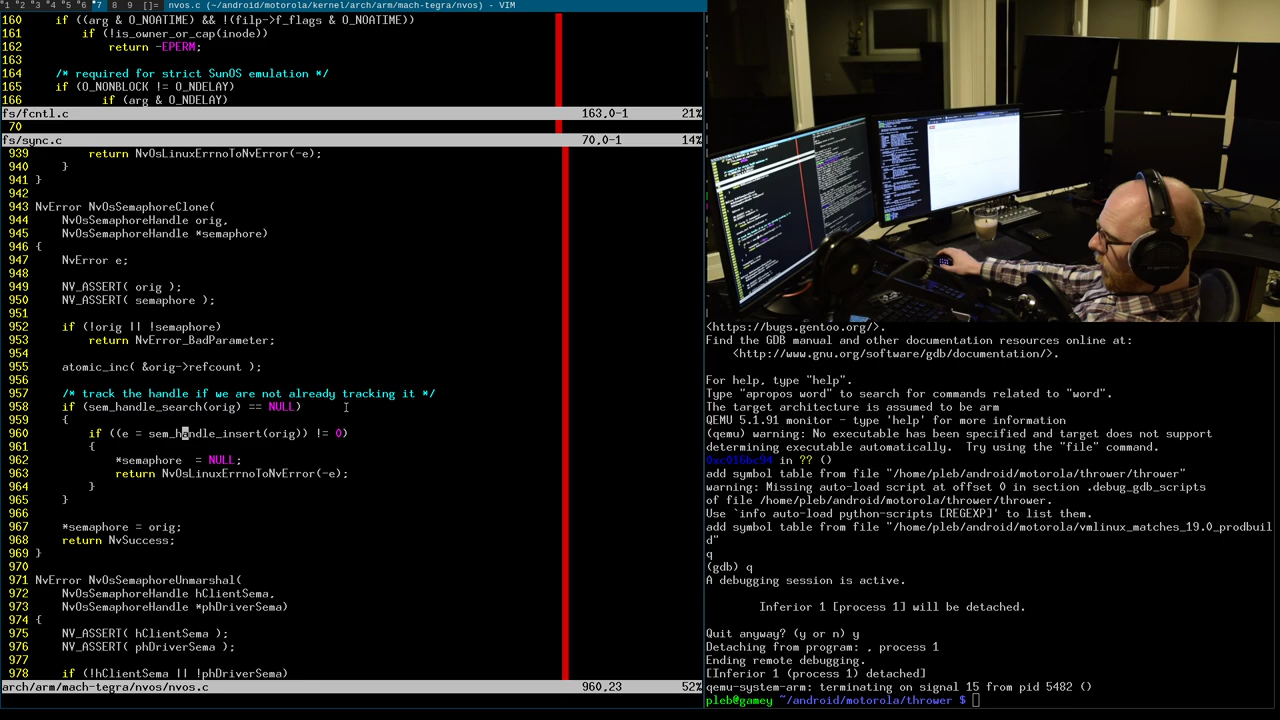 1 2 3 4 5 6 7 8 9 []= nvos.c (~/android/motorola/kernel/arch/arm/mach-tegra/nvos) - VIM
160 if ((arg & O_NOATIME) && !(filp->f_flags & O_NOATIME))
161 if (!is_owner_or_cap(inode))
162 return -EPERM;
163
164 /* required for strict SunOS emulation */
165 if (O_NONBLOCK != O_NDELAY)
166 if (arg & O_NDELAY)
fs/fcntl.c 163,0-1 21%
70
fs/sync.c 70,0-1 14%
939 return NvOsLinuxErrnoToNvError(-e);
940 }
941 }
942
943 NvError NvOsSemaphoreClone(
944 NvOsSemaphoreHandle orig,
945 NvOsSemaphoreHandle *semaphore)
946 {
947 NvError e;
948
949 NV_ASSERT( orig );
950 NV_ASSERT( semaphore );
951
952 if (!orig || !semaphore)
953 return NvError_BadParameter;
954
955 atomic_inc( &orig->refcount );
956
957 /* track the handle if we are not already tracking it */
958 if (sem_handle_search(orig) == NULL)
959 {
960 if ((e = sem_handle_insert(orig)) != 0)
961 {
962 *semaphore = NULL;
963 return NvOsLinuxErrnoToNvError(-e);
964 }
965 }
966
967 *semaphore = orig;
968 return NvSuccess;
969 }
970
971 NvError NvOsSemaphoreUnmarshal(
972 NvOsSemaphoreHandle hClientSema,
973 NvOsSemaphoreHandle *phDriverSema)
974 {
975 NV_ASSERT( hClientSema );
976 NV_ASSERT( phDriverSema );
977
978 if (!hClientSema || !phDriverSema)
arch/arm/mach-tegra/nvos/nvos.c 960,23 52%
<https://bugs.gentoo.org/>.
Find the GDB manual and other documentation resources online at:
<http://www.gnu.org/software/gdb/documentation/>.
For help, type "help".
Type "apropos word" to search for commands related to "word".
The target architecture is assumed to be arm
QEMU 5.1.91 monitor - type 'help' for more information
(qemu) warning: No executable has been specified and target does not support
determining executable automatically. Try using the "file" command.
0xc016bc94 in ?? ()
add symbol table from file "/home/pleb/android/motorola/thrower/thrower"
warning: Missing auto-load script at offset 0 in section .debug_gdb_scripts
of file /home/pleb/android/motorola/thrower/thrower.
Use `info auto-load python-scripts [REGEXP]' to list them.
add symbol table from file "/home/pleb/android/motorola/vmlinux_matches_19.0_prodbuil
d"
q
(gdb) q
A debugging session is active.
Inferior 1 [process 1] will be detached.
Quit anyway? (y or n) y
Detaching from program: , process 1
Ending remote debugging.
[Inferior 1 (process 1) detached]
qemu-system-arm: terminating on signal 15 from pid 5482 ()
pleb@gamey ~/android/motorola/thrower $